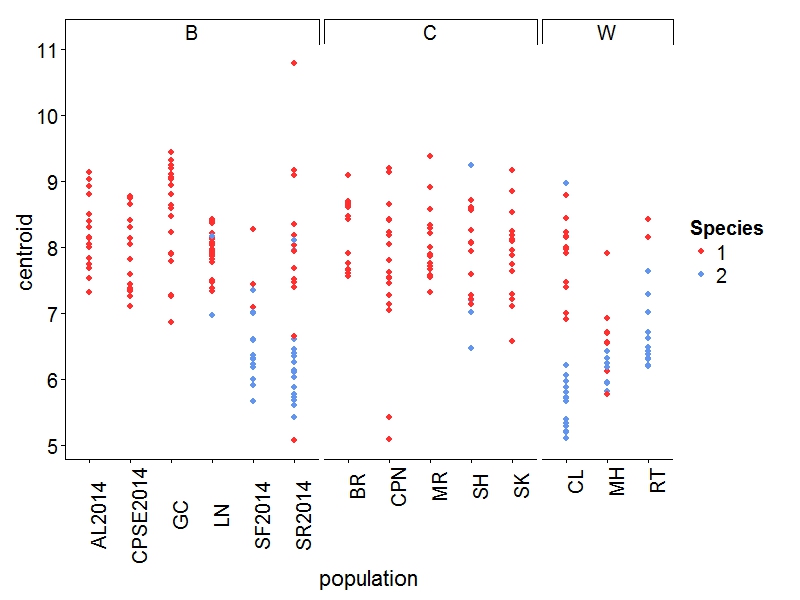 B C W
11
10
9
8
7
6
5
centroid
AL2014 CPSE2014 GC LN SF2014 SR2014 BR CPN MR SH SK CL MH RT
population
Species
1
2